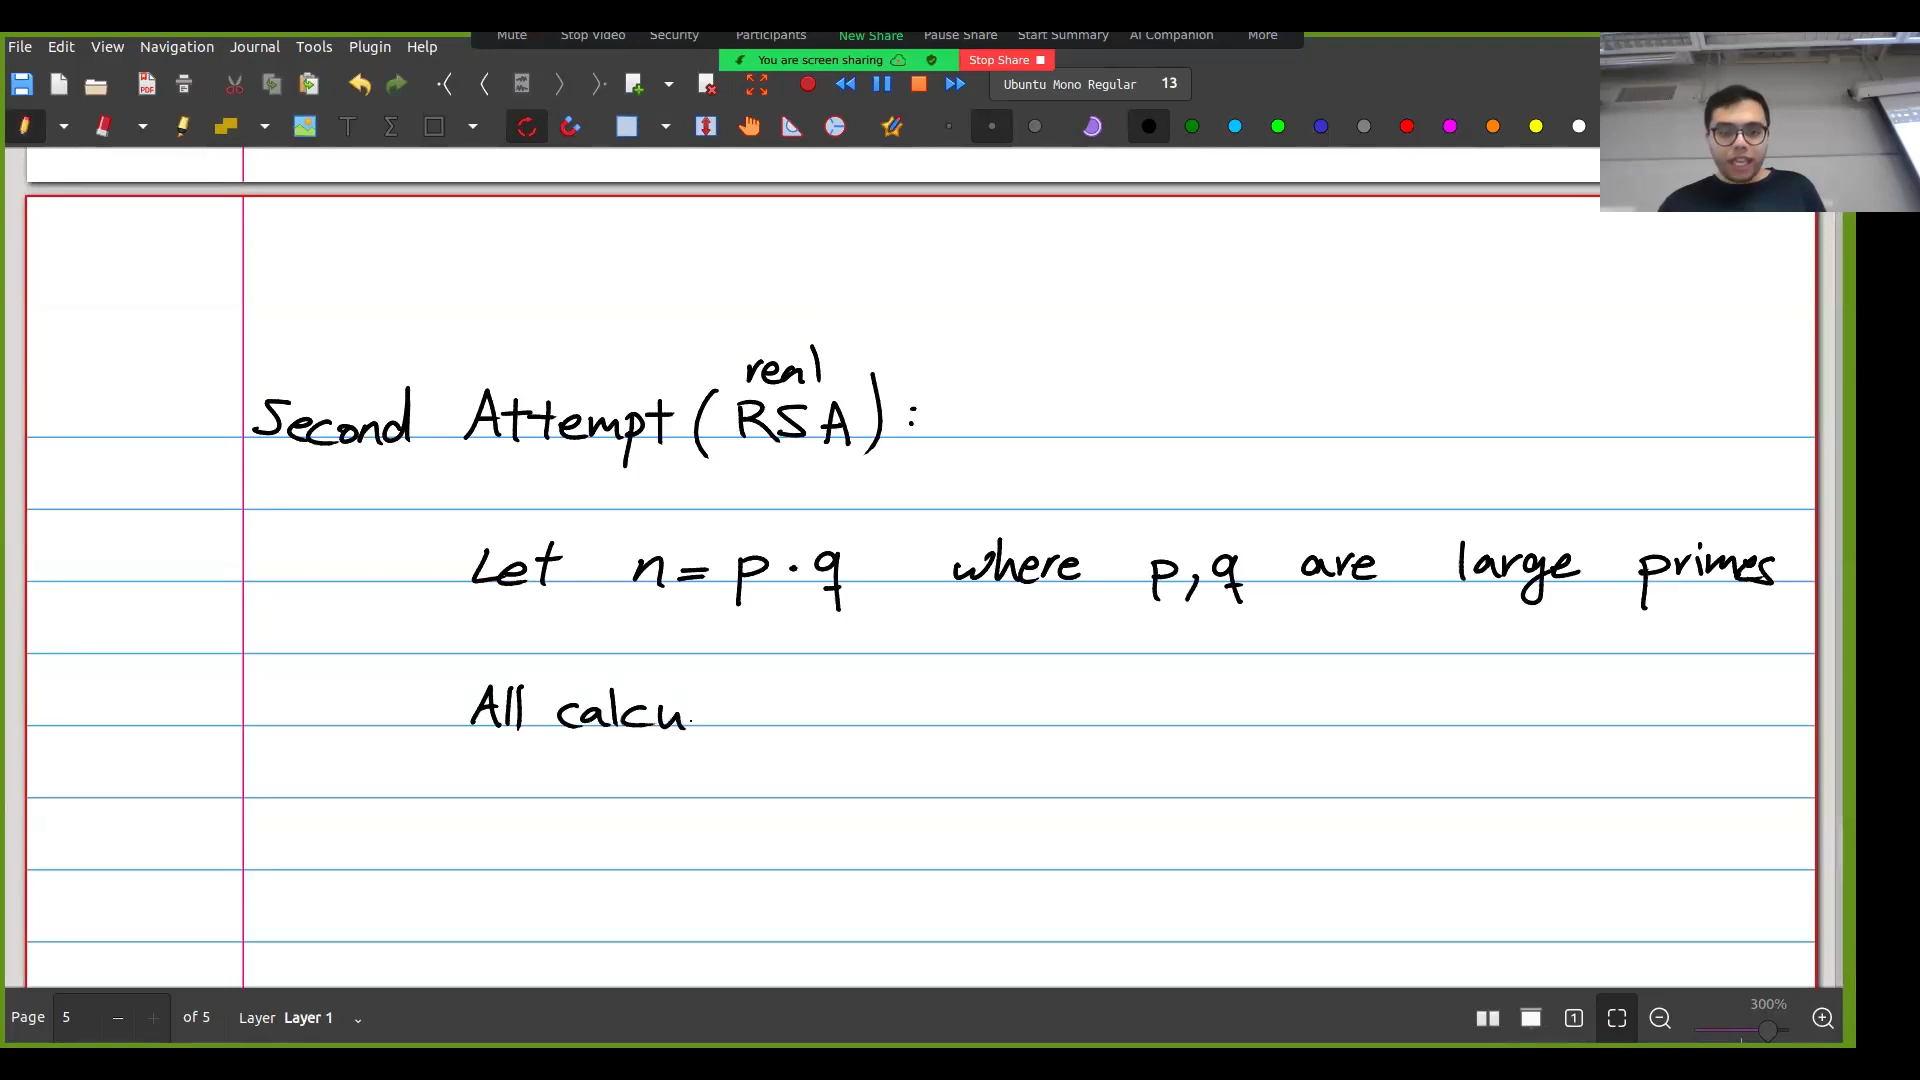 Mute Stop Video Security Participants New Share Pause Share Start Summary AI Companion More
File Edit View Navigation Journal Tools Plugin Help
You are screen sharing Stop Share
PDF Ubuntu Mono Regular 13
real
Second Attempt (RSA):
Let n = p · q where p, q are large primes
All calcu
300%
Page 5 of 5 Layer Layer 1